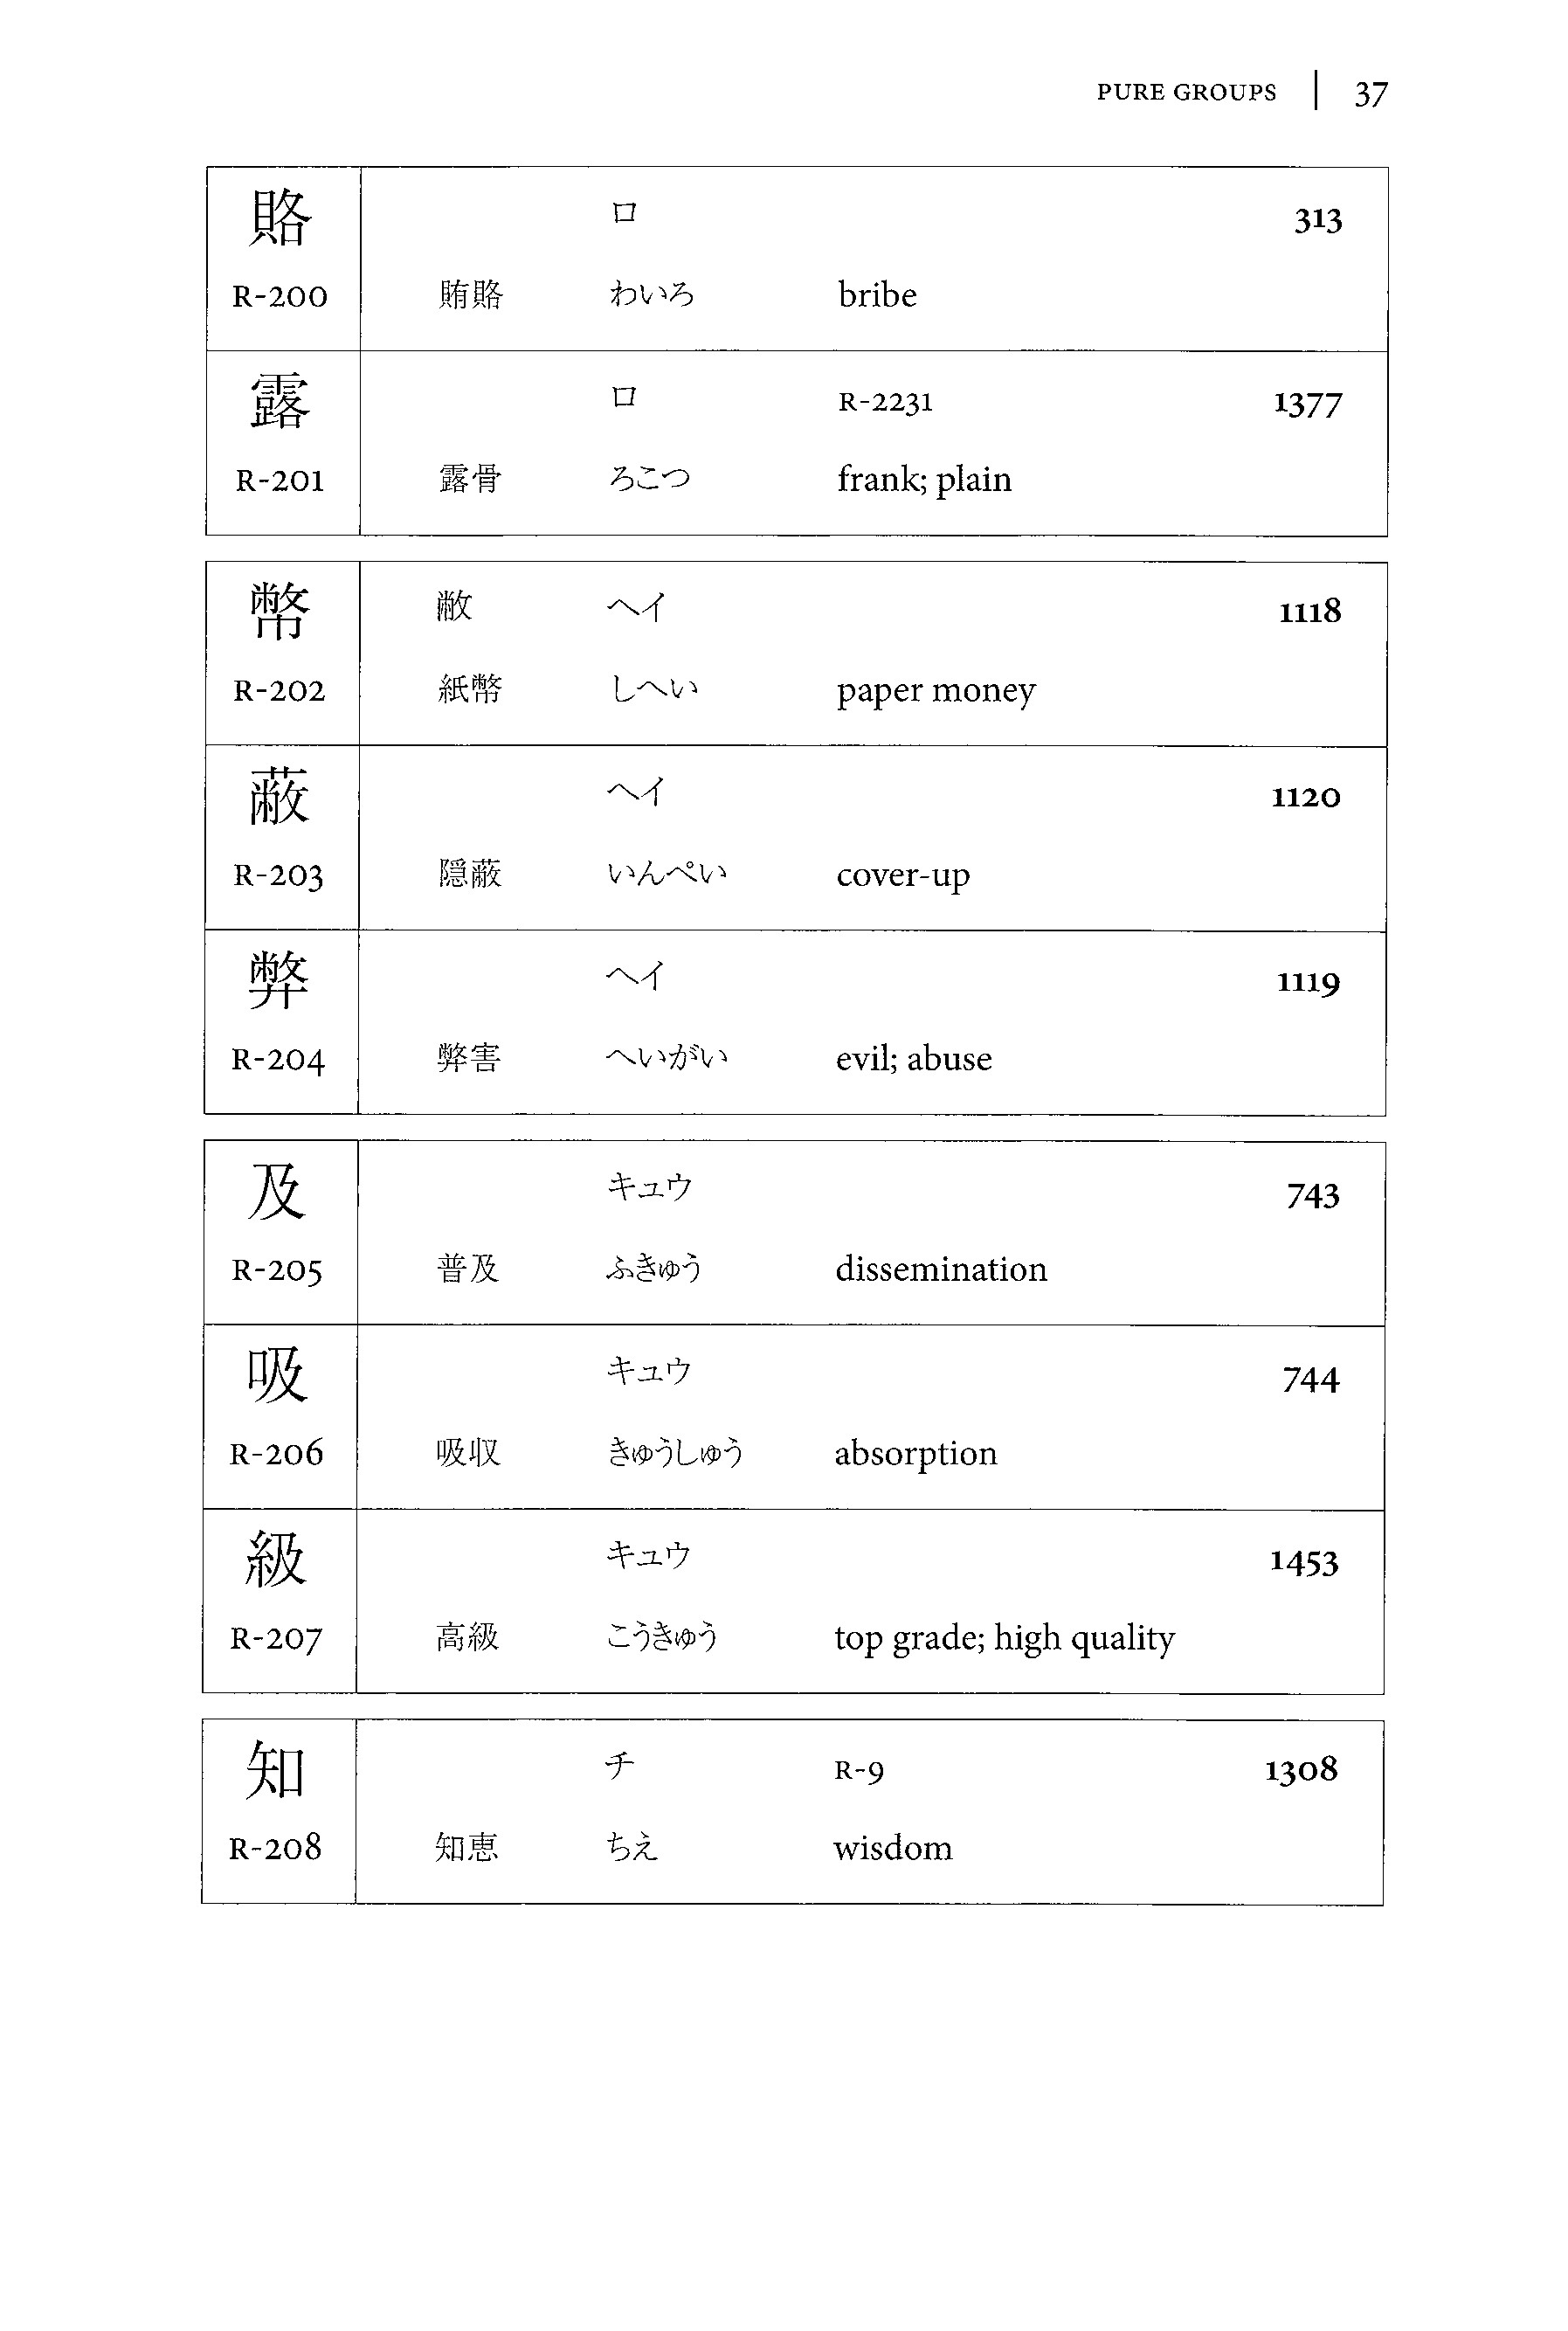 PURE GROUPS | 37
賂 ロ 313
R-200 賄賂 わいろ bribe
露 ロ R-2231 1377
R-201 露骨 ろこつ frank; plain
幣 敝 ヘイ 1118
R-202 紙幣 しへい paper money
蔽 ヘイ 1120
R-203 隠蔽 いんぺい cover-up
弊 ヘイ 1119
R-204 弊害 へいがい evil; abuse
及 キュウ 743
R-205 普及 ふきゅう dissemination
吸 キュウ 744
R-206 吸収 きゅうしゅう absorption
級 キュウ 1453
R-207 高級 こうきゅう top grade; high quality
知 チ R-9 1308
R-208 知恵 ちえ wisdom